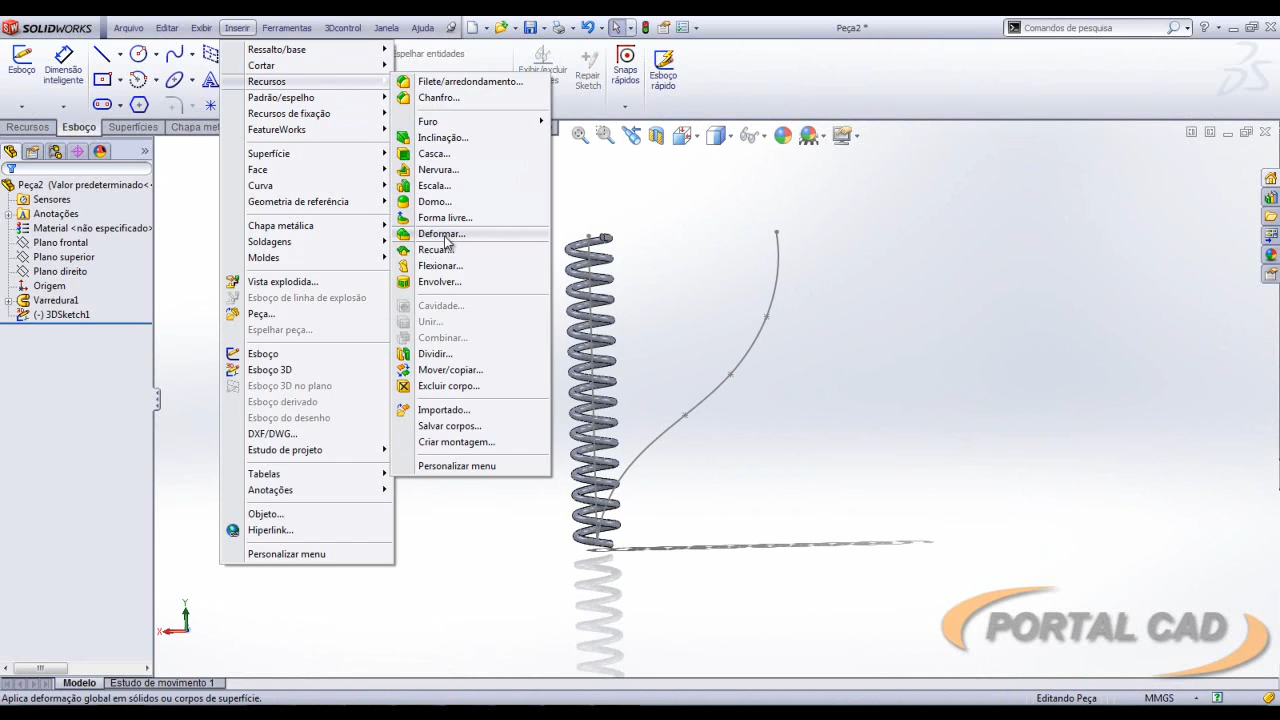 SOLIDWORKS
Arquivo Editar Exibir Inserir Ferramentas 3Dcontrol Janela Ajuda
Peça2 *
Comandos de pesquisa
Esboço
Dimensão
inteligente
espelhar entidades
Exibir/excluir
Repair
Sketch
Snaps
rápidos
Esboço
rápido
Recursos Esboço Superfícies Chapa met
Peça2 (Valor predeterminado<
Sensores
Anotações
Material <não especificado>
Plano frontal
Plano superior
Plano direito
Origem
Varredura1
(-) 3DSketch1
Ressalto/base
Cortar
Recursos
Padrão/espelho
Recursos de fixação
FeatureWorks
Superfície
Face
Curva
Geometria de referência
Chapa metálica
Soldagens
Moldes
Vista explodida...
Esboço de linha de explosão
Peça...
Espelhar peça...
Esboço
Esboço 3D
Esboço 3D no plano
Esboço derivado
Esboço do desenho
DXF/DWG...
Estudo de projeto
Tabelas
Anotações
Objeto...
Hiperlink...
Personalizar menu
Filete/arredondamento...
Chanfro...
Furo
Inclinação...
Casca...
Nervura...
Escala...
Domo...
Forma livre...
Deformar...
Recuar...
Flexionar...
Envolver...
Cavidade...
Unir...
Combinar...
Dividir...
Mover/copiar...
Excluir corpo...
Importado...
Salvar corpos...
Criar montagem...
Personalizar menu
Y
X
PORTAL CAD
Modelo Estudo de movimento 1
Aplica deformação global em sólidos ou corpos de superfície.
Editando Peça
MMGS